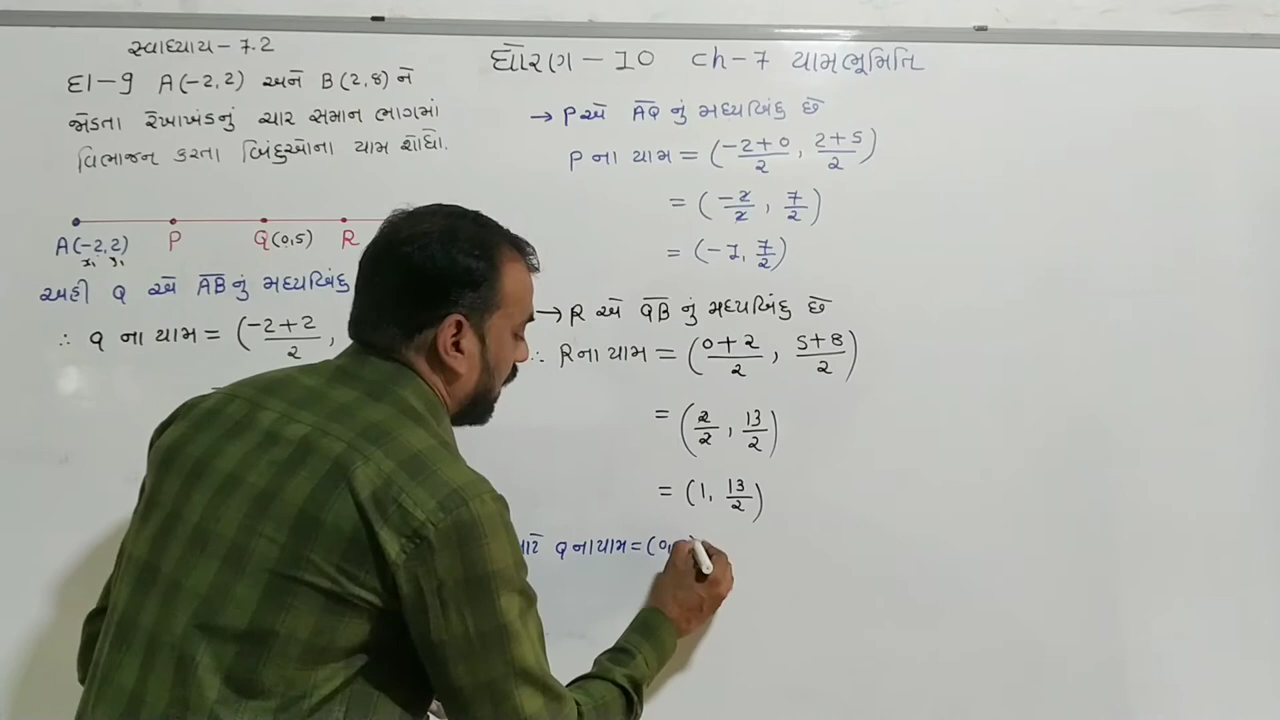 સ્વાધ્યાય - 7.2
દા-9 A(-2,2) અને B(2,8) ને
જોડતા રેખાખંડનું ચાર સમાન ભાગમાં
વિભાજન કરતા બિંદુઓના યામ શોધો.
A(-2,2) P Q(0,5) R
x₁ y₁
અહી Q એ A̅B̅ નું મધ્યબિંદુ
∴ Q ના યામ = (-2+2/2,
ધોરણ - 10 ch-7 યામભૂમિતિ
→ P એ A̅Q̅ નું મધ્યબિંદુ છે
P ના યામ = (-2+0/2, 2+5/2)
= (-2/2, 7/2)
= (-1, 7/2)
→ R એ Q̅B̅ નું મધ્યબિંદુ છે
∴ R ના યામ = (0+2/2, 5+8/2)
= (2/2, 13/2)
= (1, 13/2)
Q ના યામ = (0,